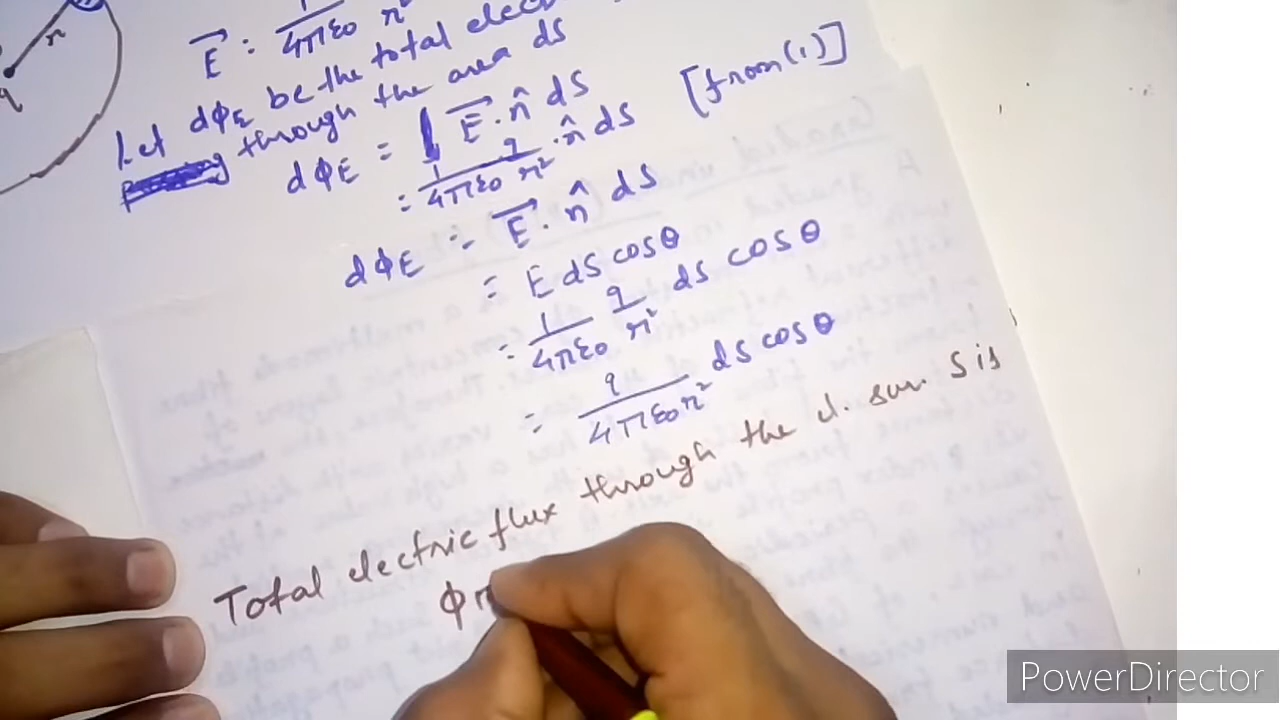 r
q
E⃗ : 1/4πε0 r²
Let dφE be the total elec
through the area ds
dφE = ∫ E⃗ . n̂ ds
= 1/4πε0 q/r² . n̂ ds [from(1)]
dφE = E⃗ . n̂ ds
= E ds cosθ
= 1/4πε0 q/r² ds cosθ
= q/4πε0r² ds cosθ
Total electric flux through the cl. sur. S is
φ
PowerDirector